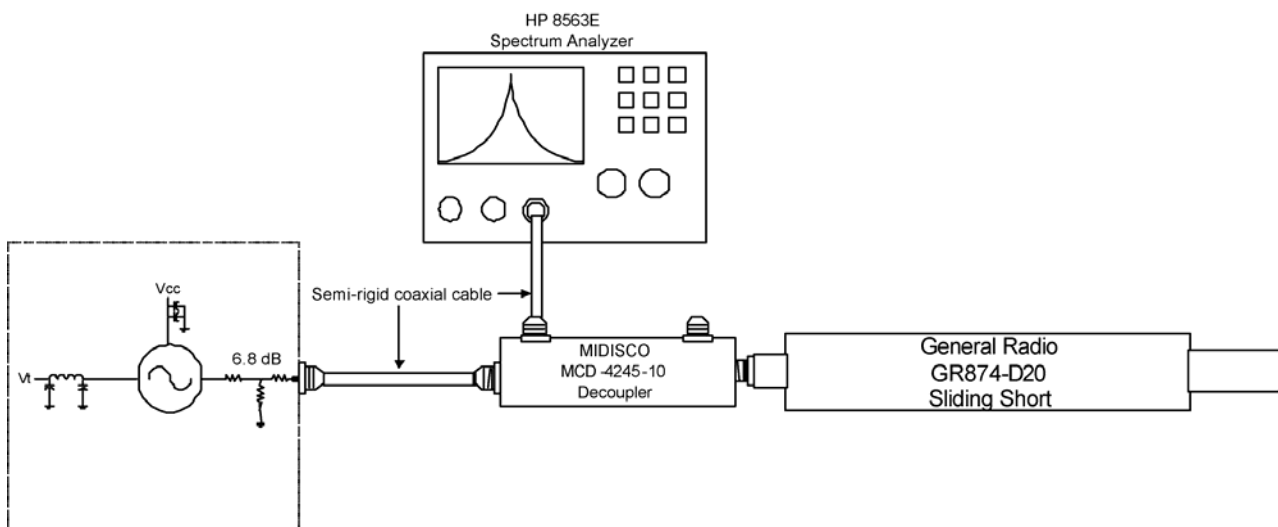 HP 8563E
Spectrum Analyzer
Semi-rigid coaxial cable
Vcc
6.8 dB
Vt
MIDISCO
MCD -4245-10
Decoupler
General Radio
GR874-D20
Sliding Short